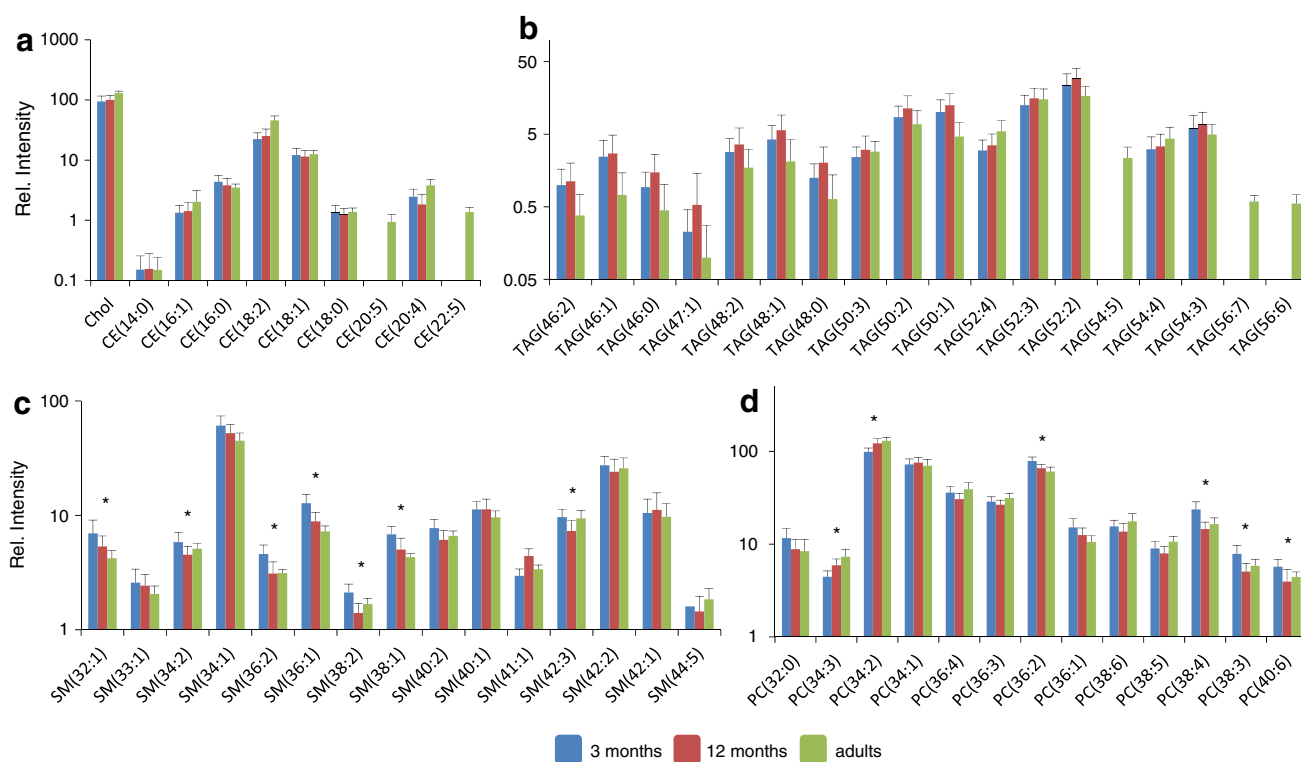 a
1000
100
10
1
0.1
Rel. Intensity
Chol
CE(14:0)
CE(16:1)
CE(16:0)
CE(18:2)
CE(18:1)
CE(18:0)
CE(20:5)
CE(20:4)
CE(22:5)
b
50
5
0.5
0.05
TAG(46:2)
TAG(46:1)
TAG(46:0)
TAG(47:1)
TAG(48:2)
TAG(48:1)
TAG(48:0)
TAG(50:3)
TAG(50:2)
TAG(50:1)
TAG(52:4)
TAG(52:3)
TAG(52:2)
TAG(54:5)
TAG(54:4)
TAG(54:3)
TAG(56:7)
TAG(56:6)
c
100
10
1
Rel. Intensity
* * * * * * *
SM(32:1)
SM(33:1)
SM(34:2)
SM(34:1)
SM(36:2)
SM(36:1)
SM(38:2)
SM(38:1)
SM(40:2)
SM(40:1)
SM(41:1)
SM(42:3)
SM(42:2)
SM(42:1)
SM(44:5)
d
100
10
1
* * * * * *
PC(32:0)
PC(34:3)
PC(34:2)
PC(34:1)
PC(36:4)
PC(36:3)
PC(36:2)
PC(36:1)
PC(38:6)
PC(38:5)
PC(38:4)
PC(38:3)
PC(40:6)
3 months 12 months adults